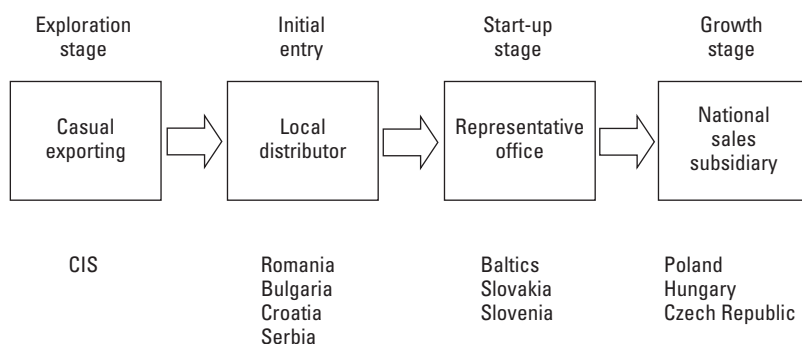 Exploration
stage
Initial
entry
Start-up
stage
Growth
stage
Casual
exporting
Local
distributor
Representative
office
National
sales
subsidiary
CIS
Romania
Bulgaria
Croatia
Serbia
Baltics
Slovakia
Slovenia
Poland
Hungary
Czech Republic